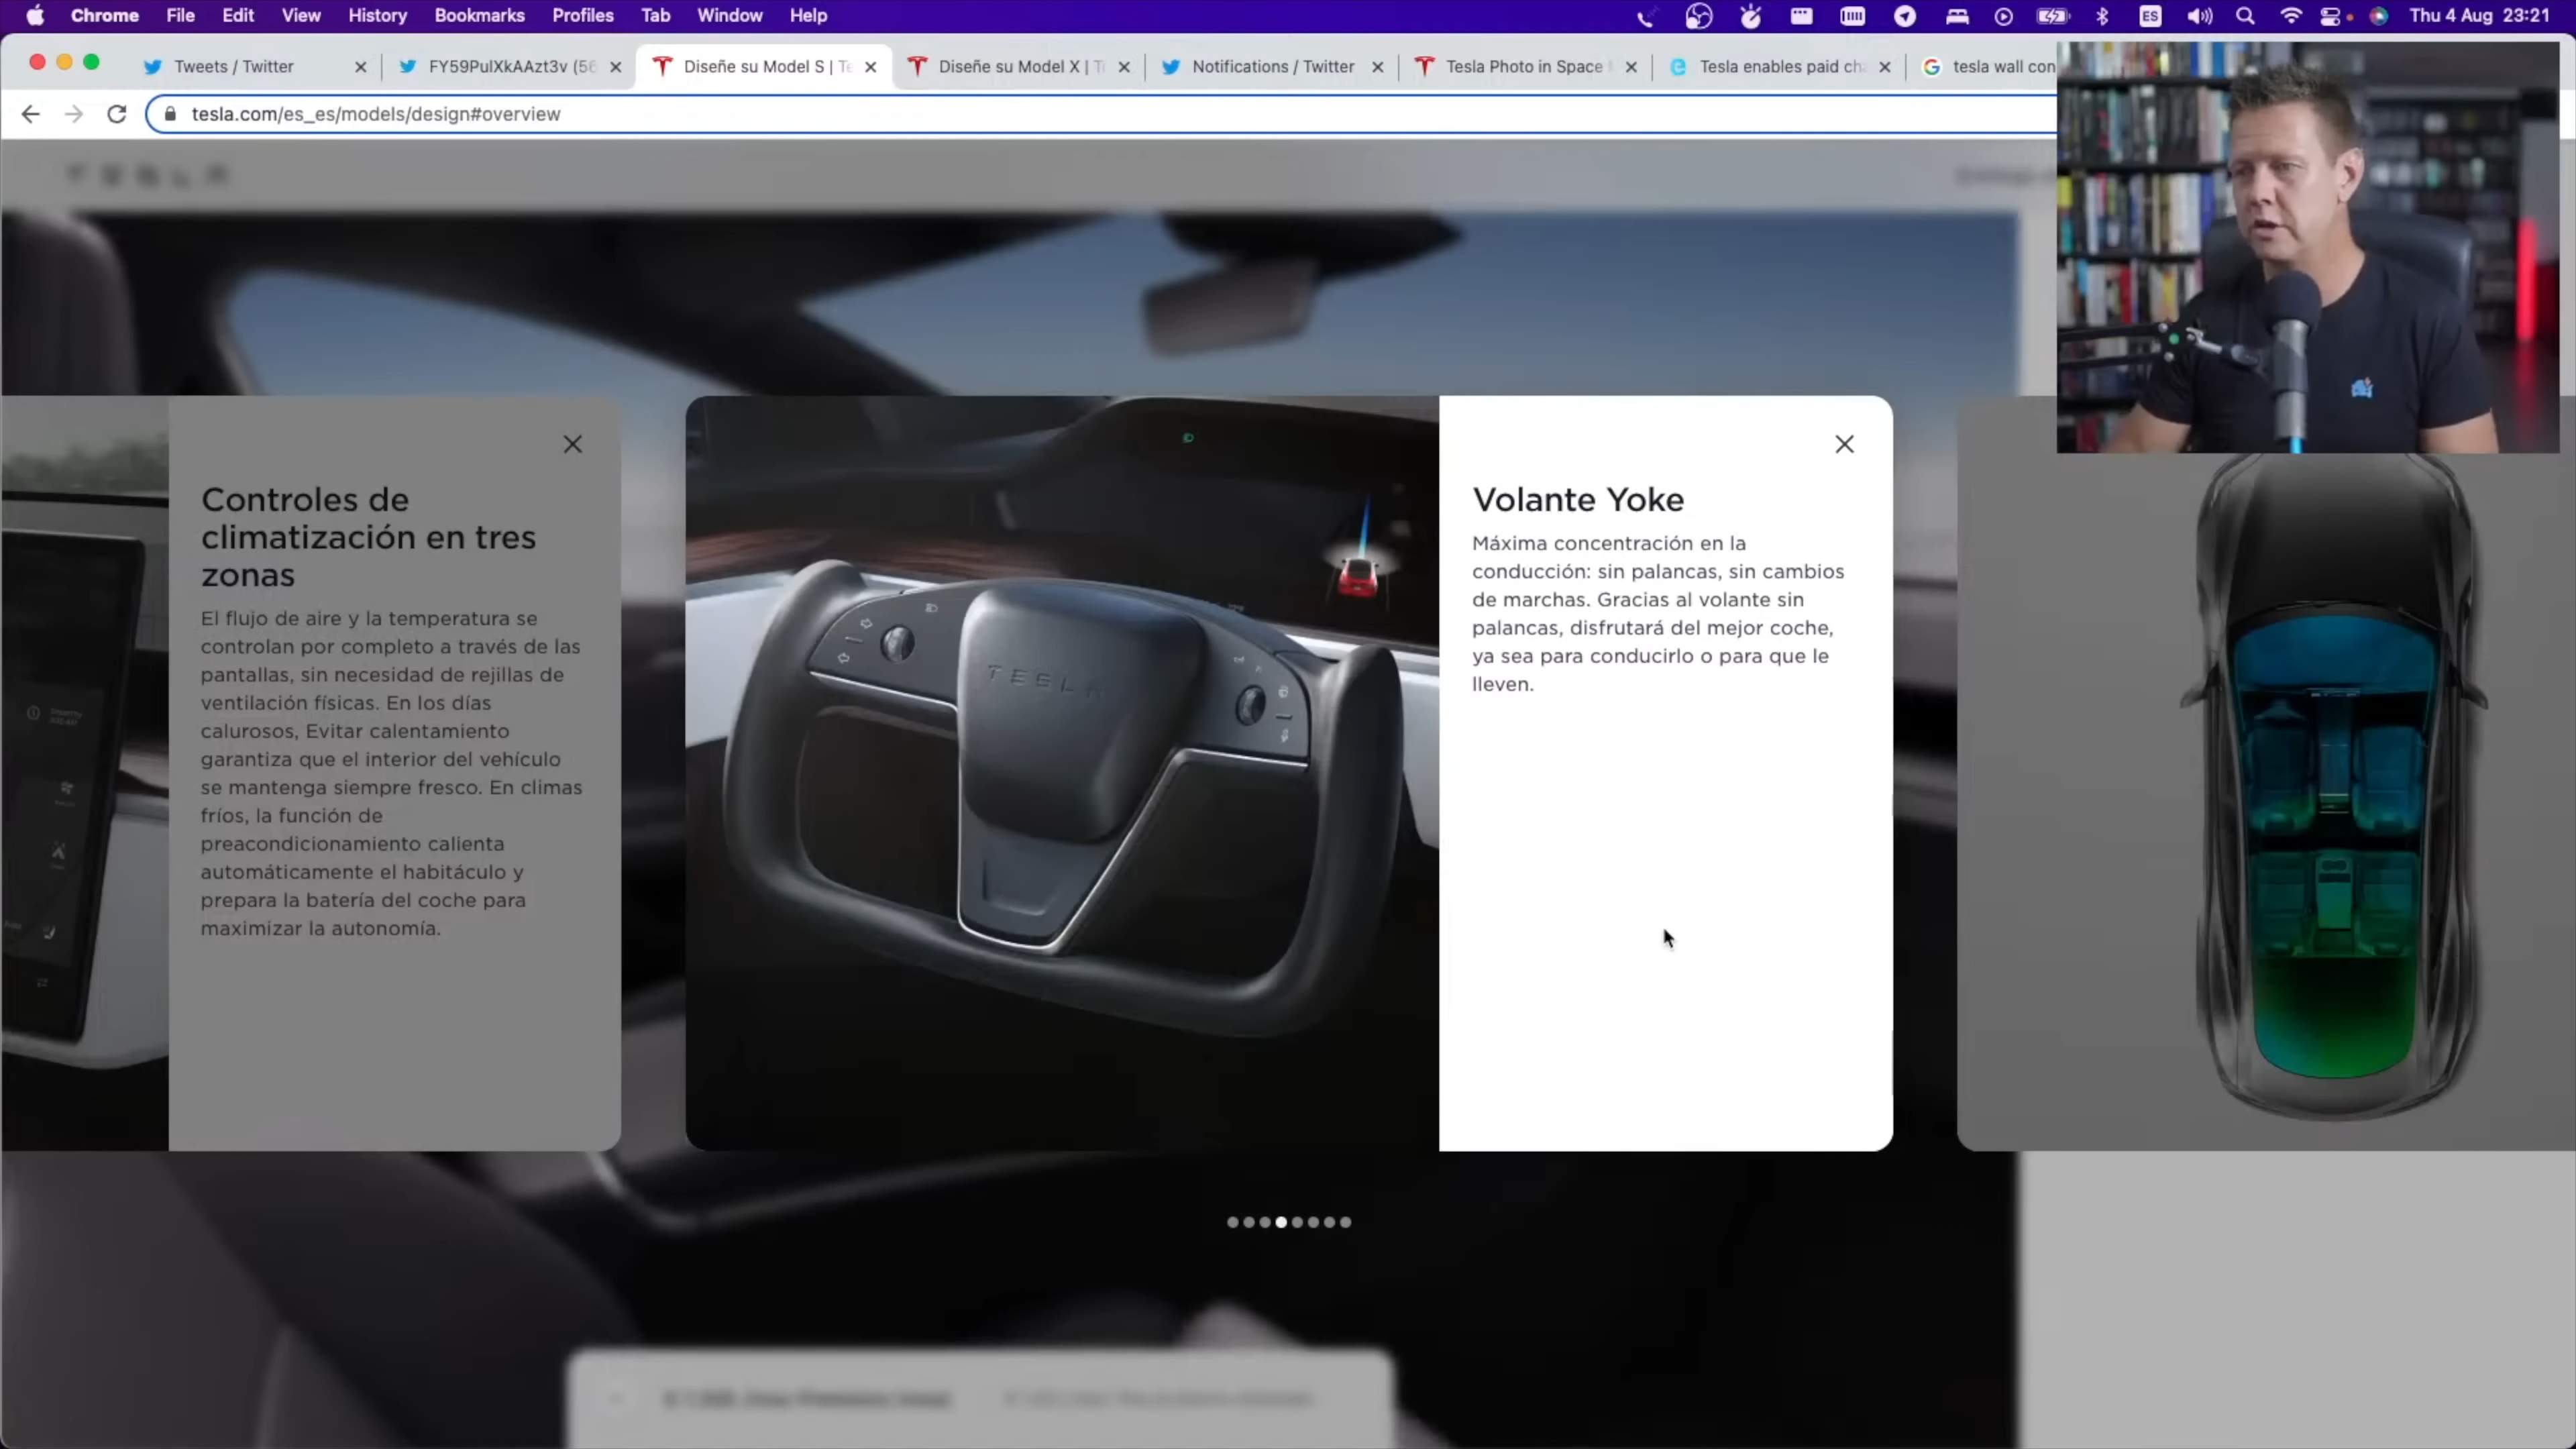 Chrome File Edit View History Bookmarks Profiles Tab Window Help
ES Thu 4 Aug 23:21
Tweets / Twitter
FY59PulXkAAzt3v (56
Diseñe su Model S | Te
Diseñe su Model X | T
Notifications / Twitter
Tesla Photo in Space
Tesla enables paid cha
tesla wall con
tesla.com/es_es/models/design#overview
TESLA
Controles de
climatización en tres
zonas
El flujo de aire y la temperatura se
controlan por completo a través de las
pantallas, sin necesidad de rejillas de
ventilación físicas. En los días
calurosos, Evitar calentamiento
garantiza que el interior del vehículo
se mantenga siempre fresco. En climas
fríos, la función de
preacondicionamiento calienta
automáticamente el habitáculo y
prepara la batería del coche para
maximizar la autonomía.
TESLA
Volante Yoke
Máxima concentración en la
conducción: sin palancas, sin cambios
de marchas. Gracias al volante sin
palancas, disfrutará del mejor coche,
ya sea para conducirlo o para que le
lleven.